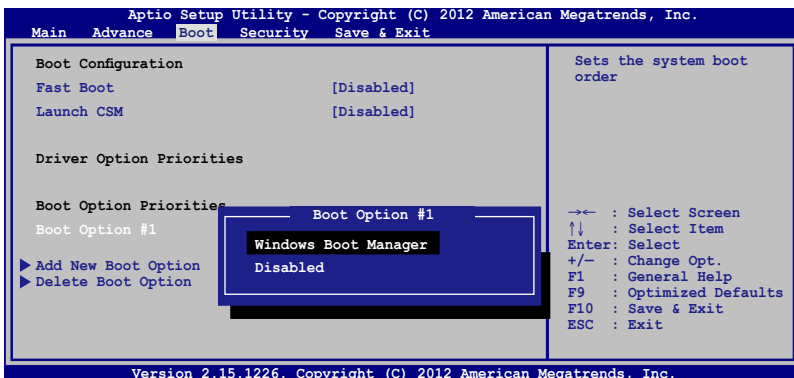 Aptio Setup Utility - Copyright (C) 2012 American Megatrends, Inc.
Main Advance Boot Security Save & Exit
Boot Configuration
Fast Boot [Disabled]
Launch CSM [Disabled]
Driver Option Priorities
Boot Option Priorities
Boot Option #1
Add New Boot Option
Delete Boot Option
Boot Option #1
Windows Boot Manager
Disabled
Sets the system boot
order
→← : Select Screen
↑↓ : Select Item
Enter: Select
+/— : Change Opt.
F1 : General Help
F9 : Optimized Defaults
F10 : Save & Exit
ESC : Exit
Version 2.15.1226. Copyright (C) 2012 American Megatrends, Inc.